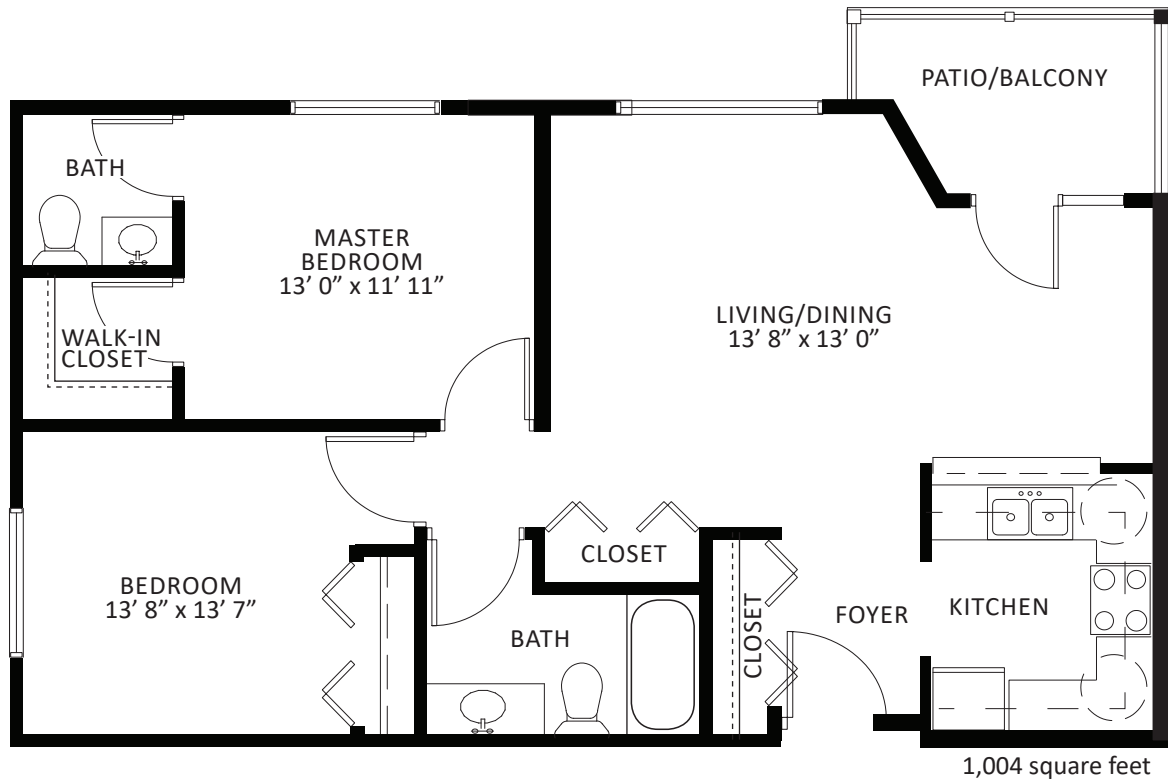 PATIO/BALCONY
BATH
MASTER
BEDROOM
13’ 0” x 11’ 11”
LIVING/DINING
13’ 8” x 13’ 0”
WALK-IN
CLOSET
CLOSET
BEDROOM
13’ 8” x 13’ 7”
BATH
CLOSET
FOYER
KITCHEN
1,004 square feet